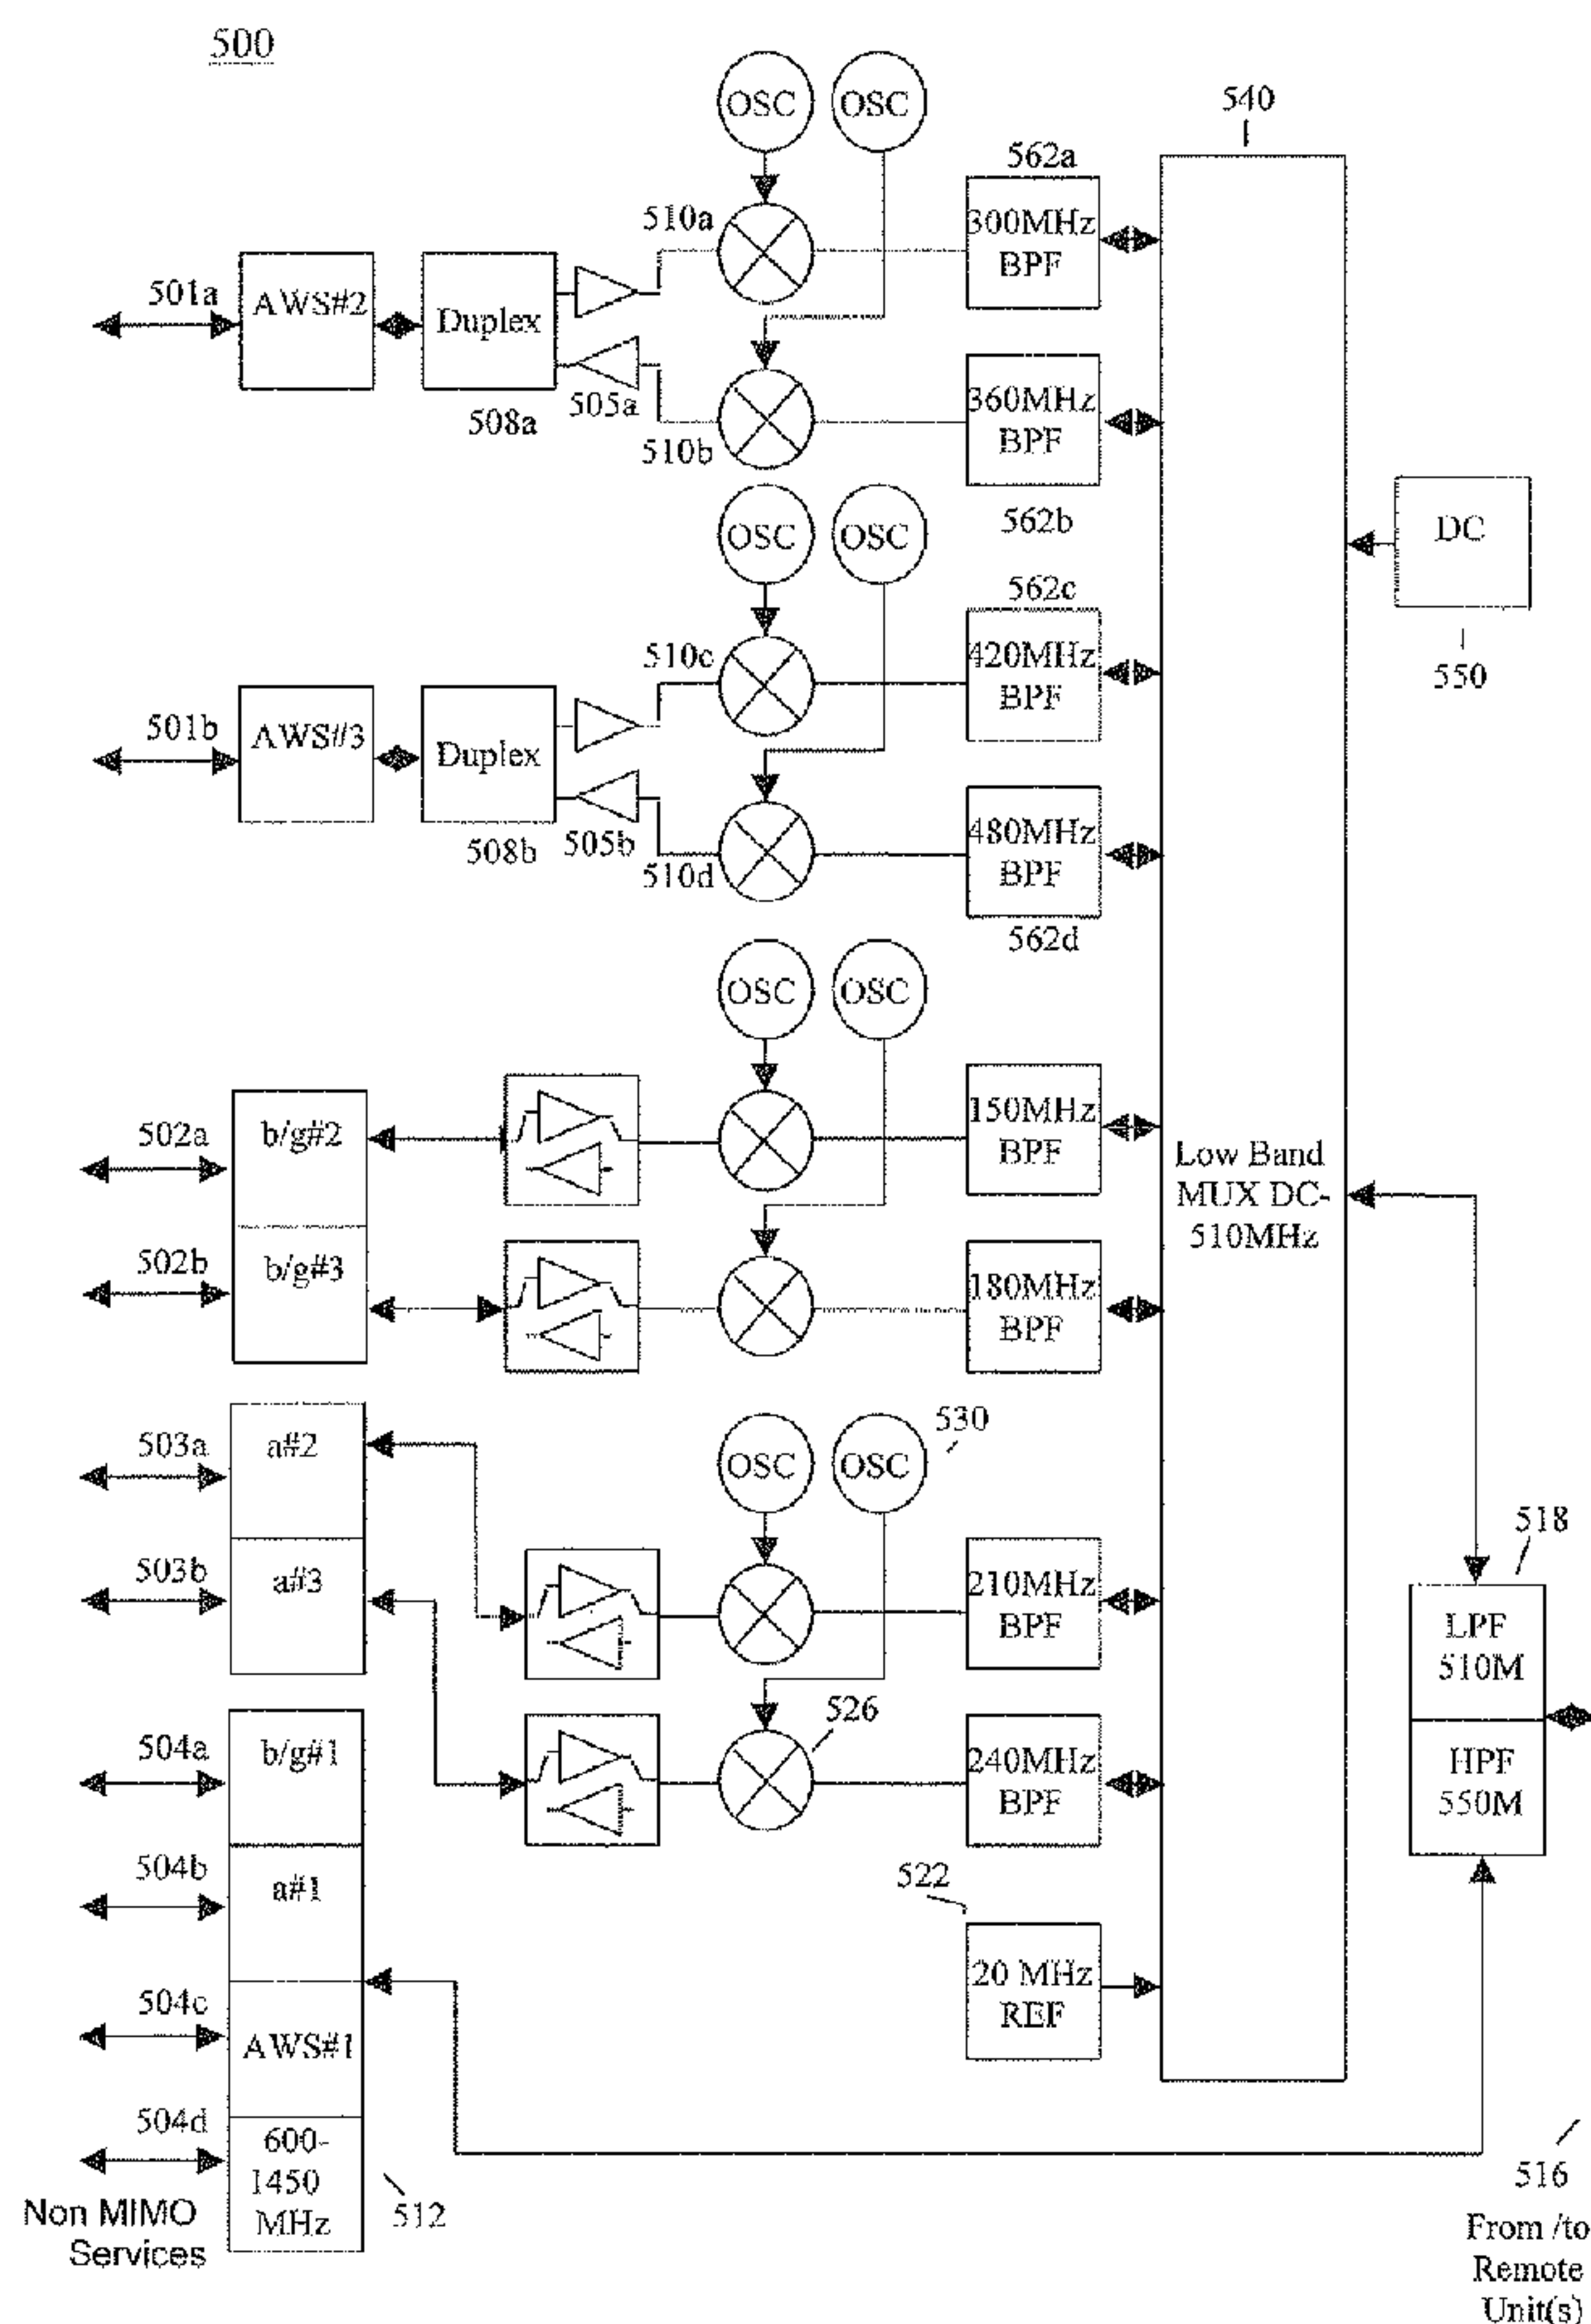 500
OSC OSC
540
562a
510a
300MHz
BPF
501a
AWS#2
Duplex
505a
508a
510b
360MHz
BPF
562b
OSC OSC
DC
550
562c
510c
420MHz
BPF
501b
AWS#3
Duplex
508b
505b
510d
480MHz
BPF
562d
OSC OSC
502a
b/g#2
150MHz
BPF
Low Band
MUX DC-
510MHz
502b
b/g#3
180MHz
BPF
503a
a#2
OSC OSC
530
503b
a#3
210MHz
BPF
518
LPF
510M
HPF
550M
504a
b/g#1
526
240MHz
BPF
504b
a#1
522
20 MHz
REF
504c
AWS#1
504d
600-
1450
MHz
512
Non MIMO
Services
516
From /to
Remote
Unit(s)